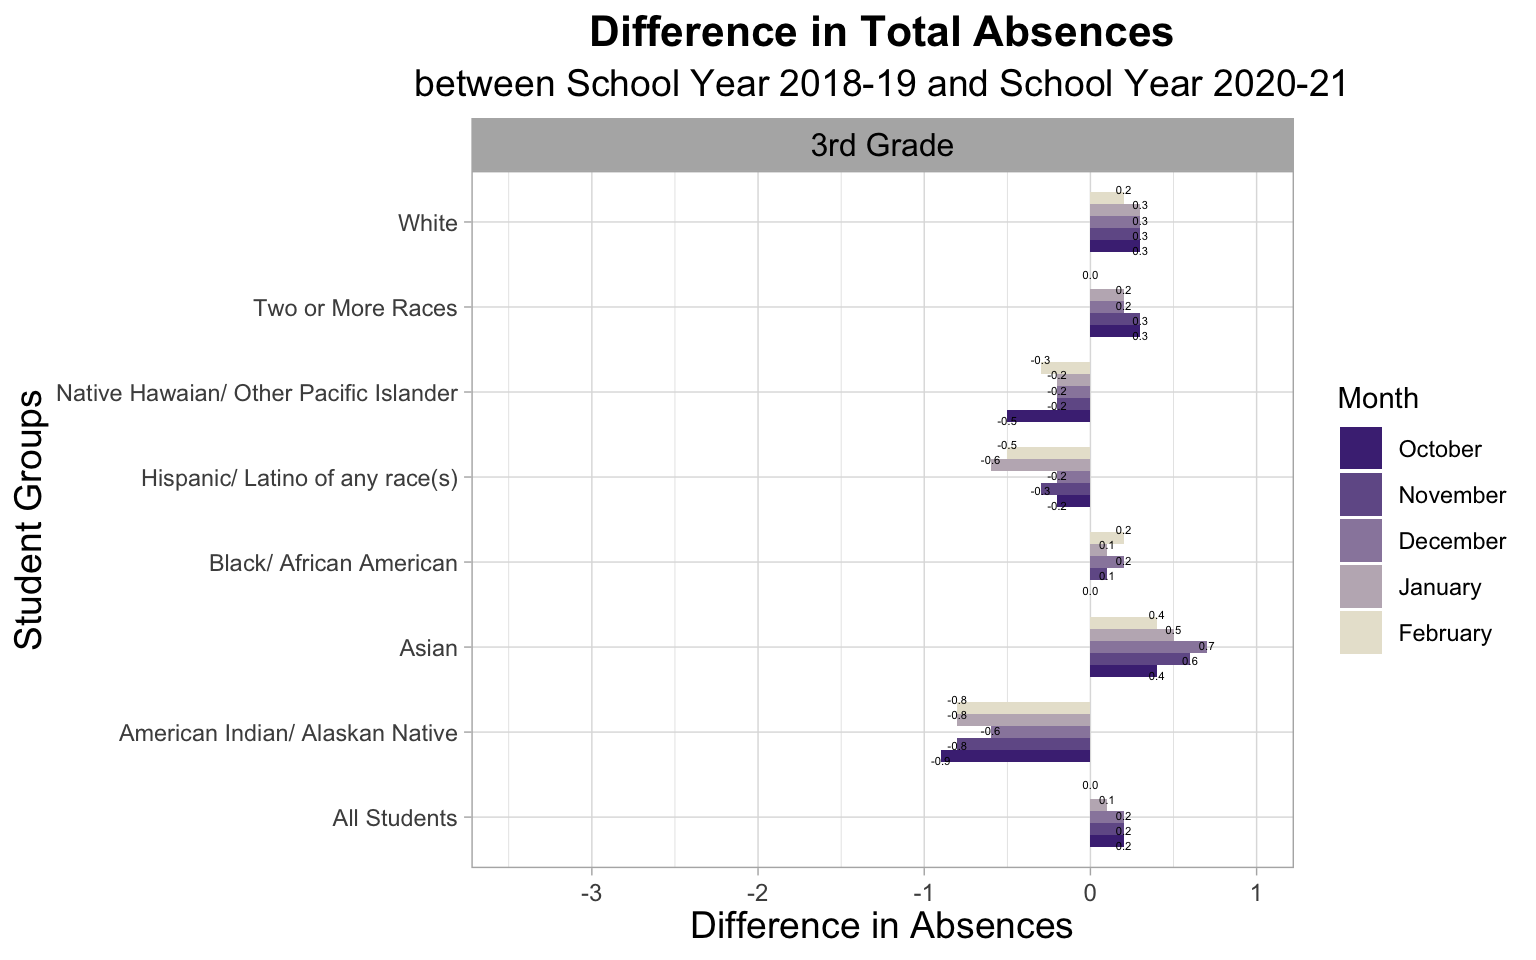 Difference in Total Absences
between School Year 2018-19 and School Year 2020-21
3rd Grade
Student Groups
White
0.2
0.3
0.3
0.3
0.3
Two or More Races
0.0
0.2
0.2
0.3
0.3
Native Hawaian/ Other Pacific Islander
-0.3
-0.2
-0.2
-0.2
-0.5
Hispanic/ Latino of any race(s)
-0.5
-0.6
-0.2
-0.3
-0.2
Black/ African American
0.2
0.1
0.2
0.1
0.0
Asian
0.4
0.5
0.7
0.6
0.4
American Indian/ Alaskan Native
-0.8
-0.8
-0.6
-0.8
-0.9
All Students
0.0
0.1
0.2
0.2
0.2
-3 -2 -1 0 1
Difference in Absences
Month
October
November
December
January
February